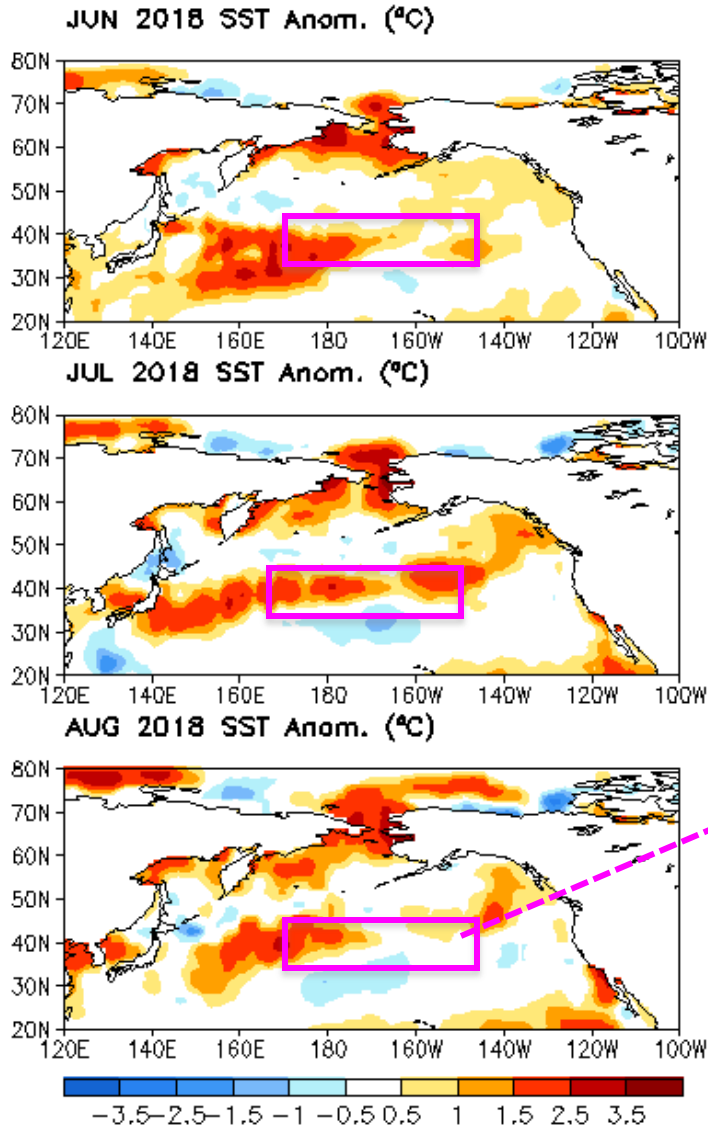 JUN 2018 SST Anom. (°C)
80N
70N
60N
50N
40N
30N
20N
120E 140E 160E 180 160W 140W 120W 100W
JUL 2018 SST Anom. (°C)
80N
70N
60N
50N
40N
30N
20N
120E 140E 160E 180 160W 140W 120W 100W
AUG 2018 SST Anom. (°C)
80N
70N
60N
50N
40N
30N
20N
120E 140E 160E 180 160W 140W 120W 100W
-3.5 -2.5 -1.5 -1 -0.5 0.5 1 1.5 2.5 3.5